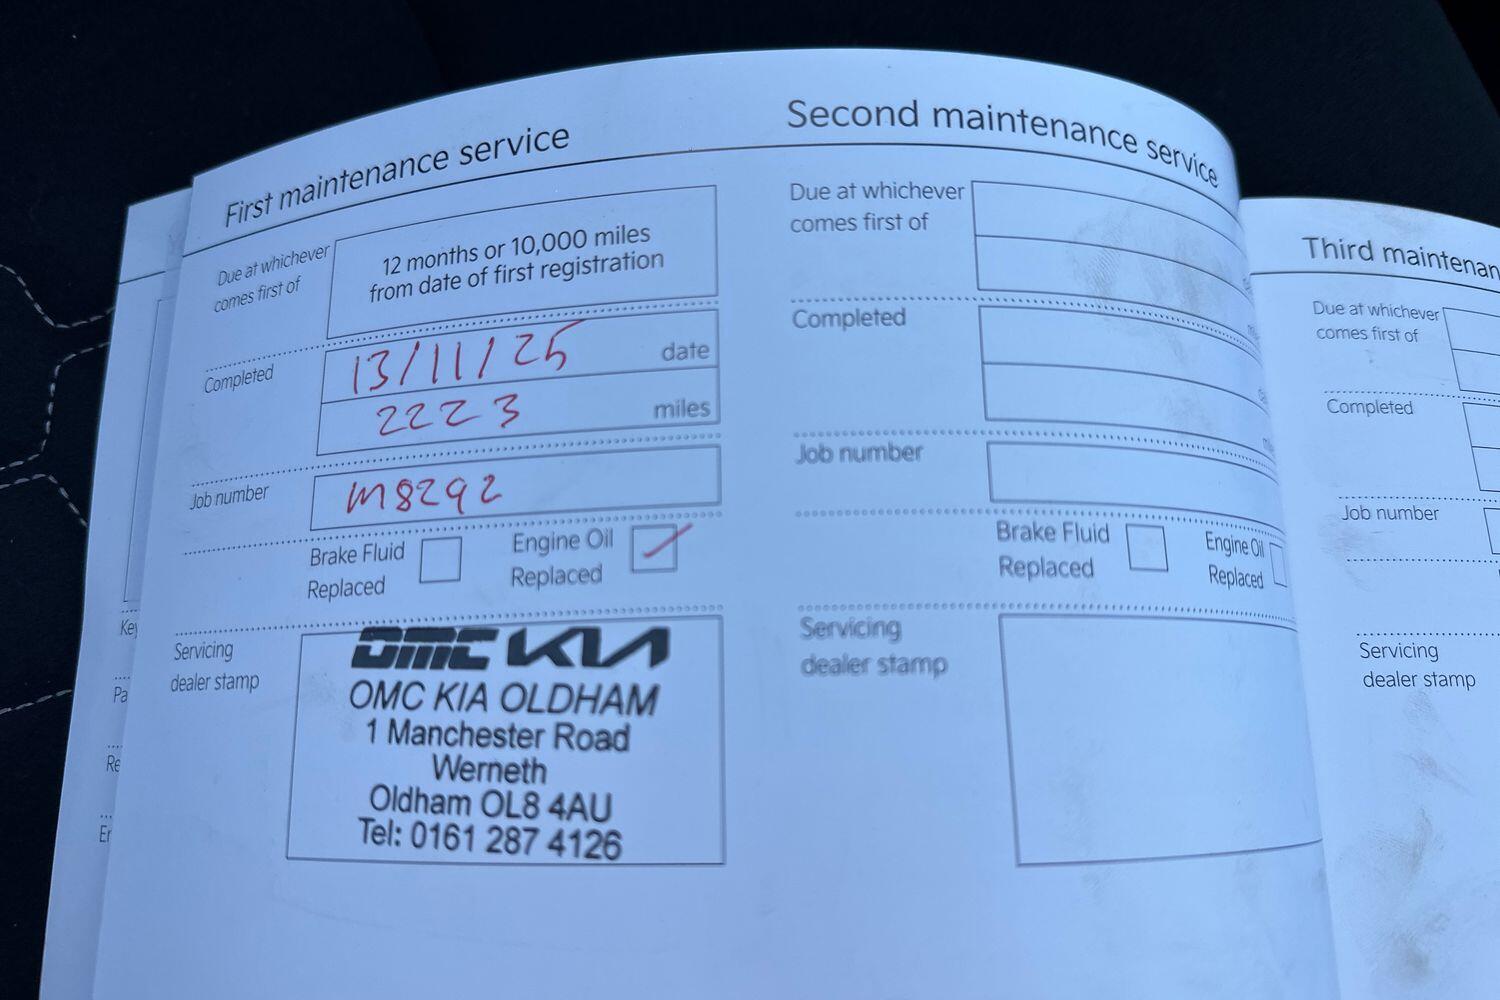 First maintenance service
Due at whichever
comes first of
12 months or 10,000 miles
from date of first registration
Completed
13/11/25 date
2223 miles
Job number
M8292
Brake Fluid
Replaced
Engine Oil
Replaced
Servicing
dealer stamp
OMC KIA
OMC KIA OLDHAM
1 Manchester Road
Werneth
Oldham OL8 4AU
Tel: 0161 287 4126
Second maintenance service
Due at whichever
comes first of
Completed
Job number
Brake Fluid
Replaced
Engine Oil
Replaced
Servicing
dealer stamp
Third maintenan
Due at whichever
comes first of
Completed
Job number
Servicing
dealer stamp
Key
Pa
Re
Er